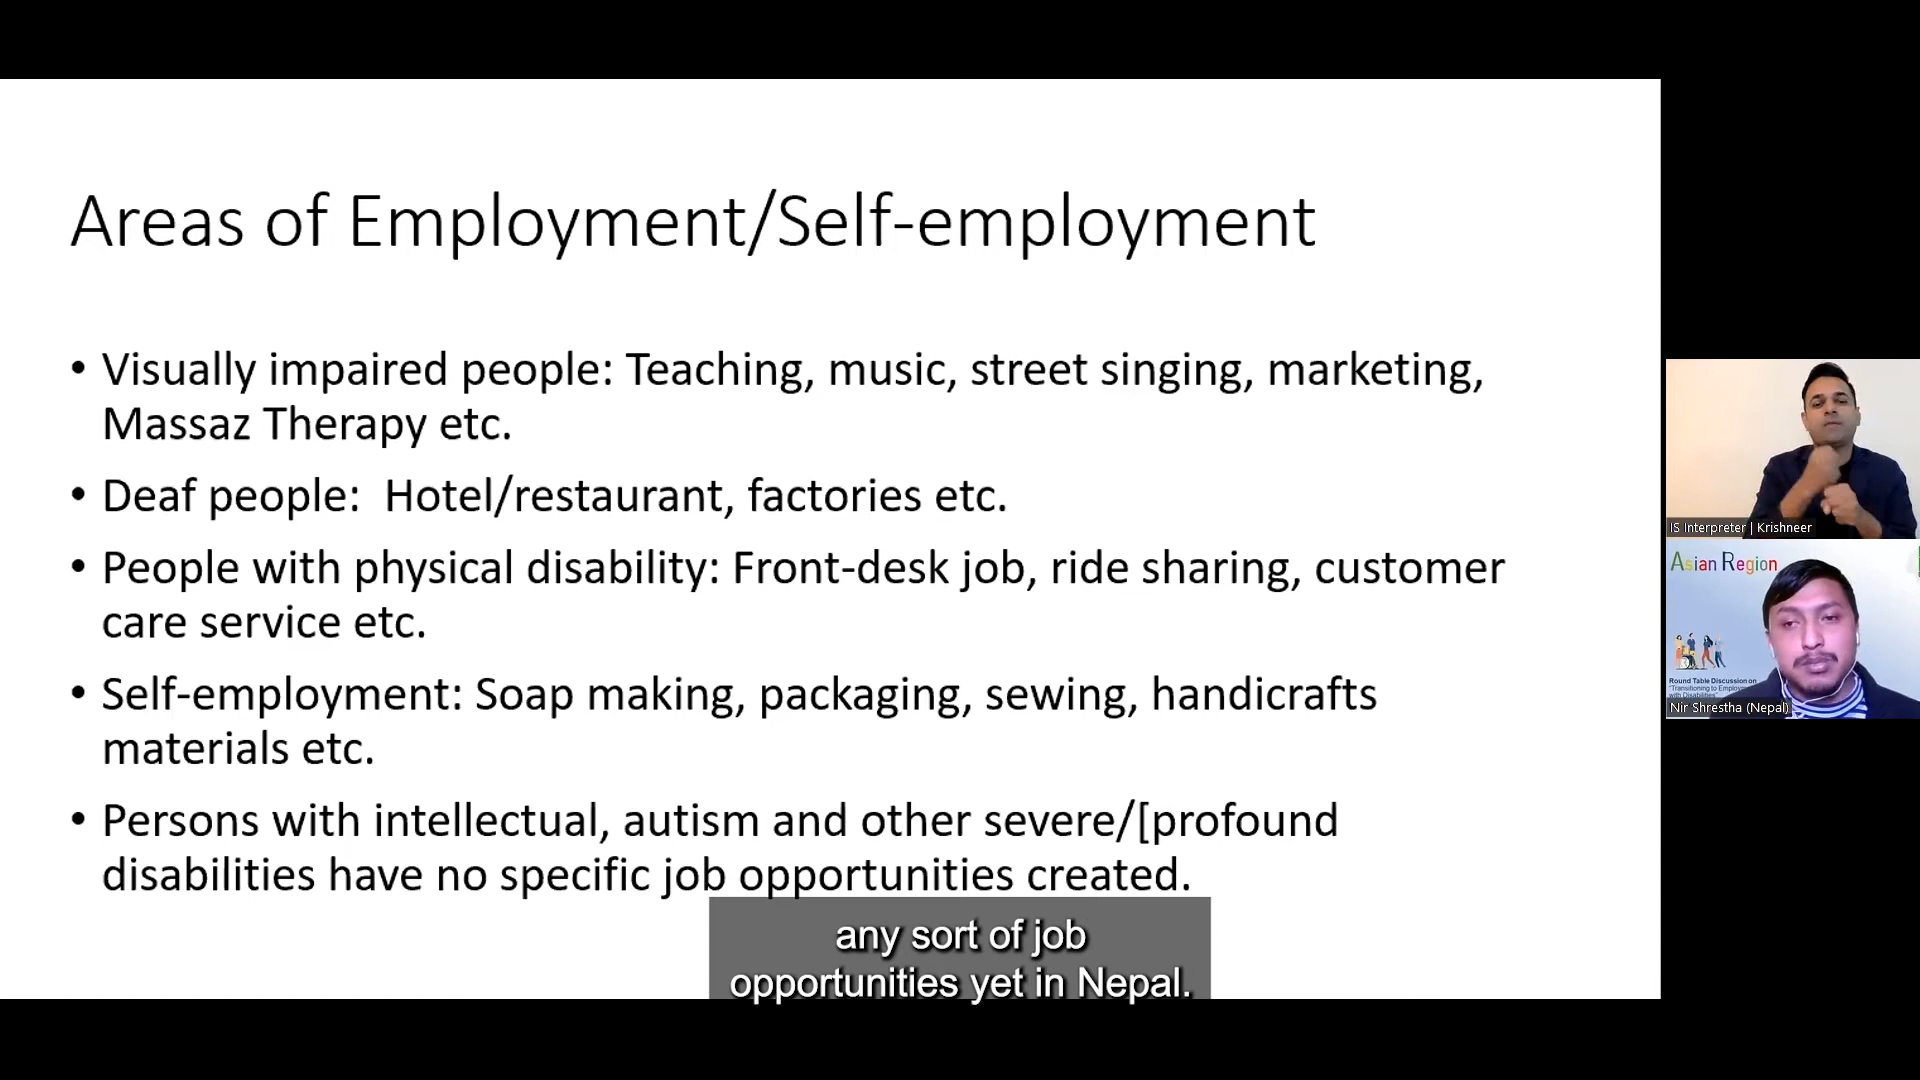 Areas of Employment/Self-employment
• Visually impaired people: Teaching, music, street singing, marketing,
Massaz Therapy etc.
• Deaf people:  Hotel/restaurant, factories etc.
• People with physical disability: Front-desk job, ride sharing, customer
care service etc.
• Self-employment: Soap making, packaging, sewing, handicrafts
materials etc.
• Persons with intellectual, autism and other severe/[profound
disabilities have no specific job opportunities created.
any sort of job
opportunities yet in Nepal.
IS Interpreter | Krishneer
Asian Region
Round Table Discussion on
"Transitioning to Employ
with Disabilities"
Nir Shrestha (Nepal)